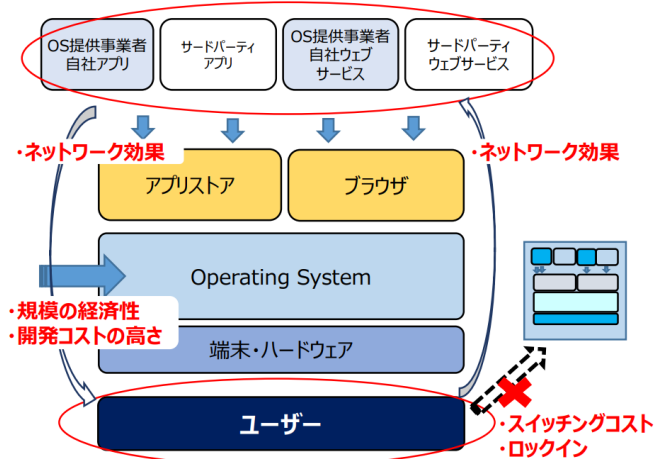 OS提供事業者
自社アプリ
サードパーティ
アプリ
OS提供事業者
自社ウェブ
サービス
サードパーティ
ウェブサービス
・ネットワーク効果
・ネットワーク効果
アプリストア
ブラウザ
Operating System
・規模の経済性
・開発コストの高さ
端末・ハードウェア
ユーザー
・スイッチングコスト
・ロックイン